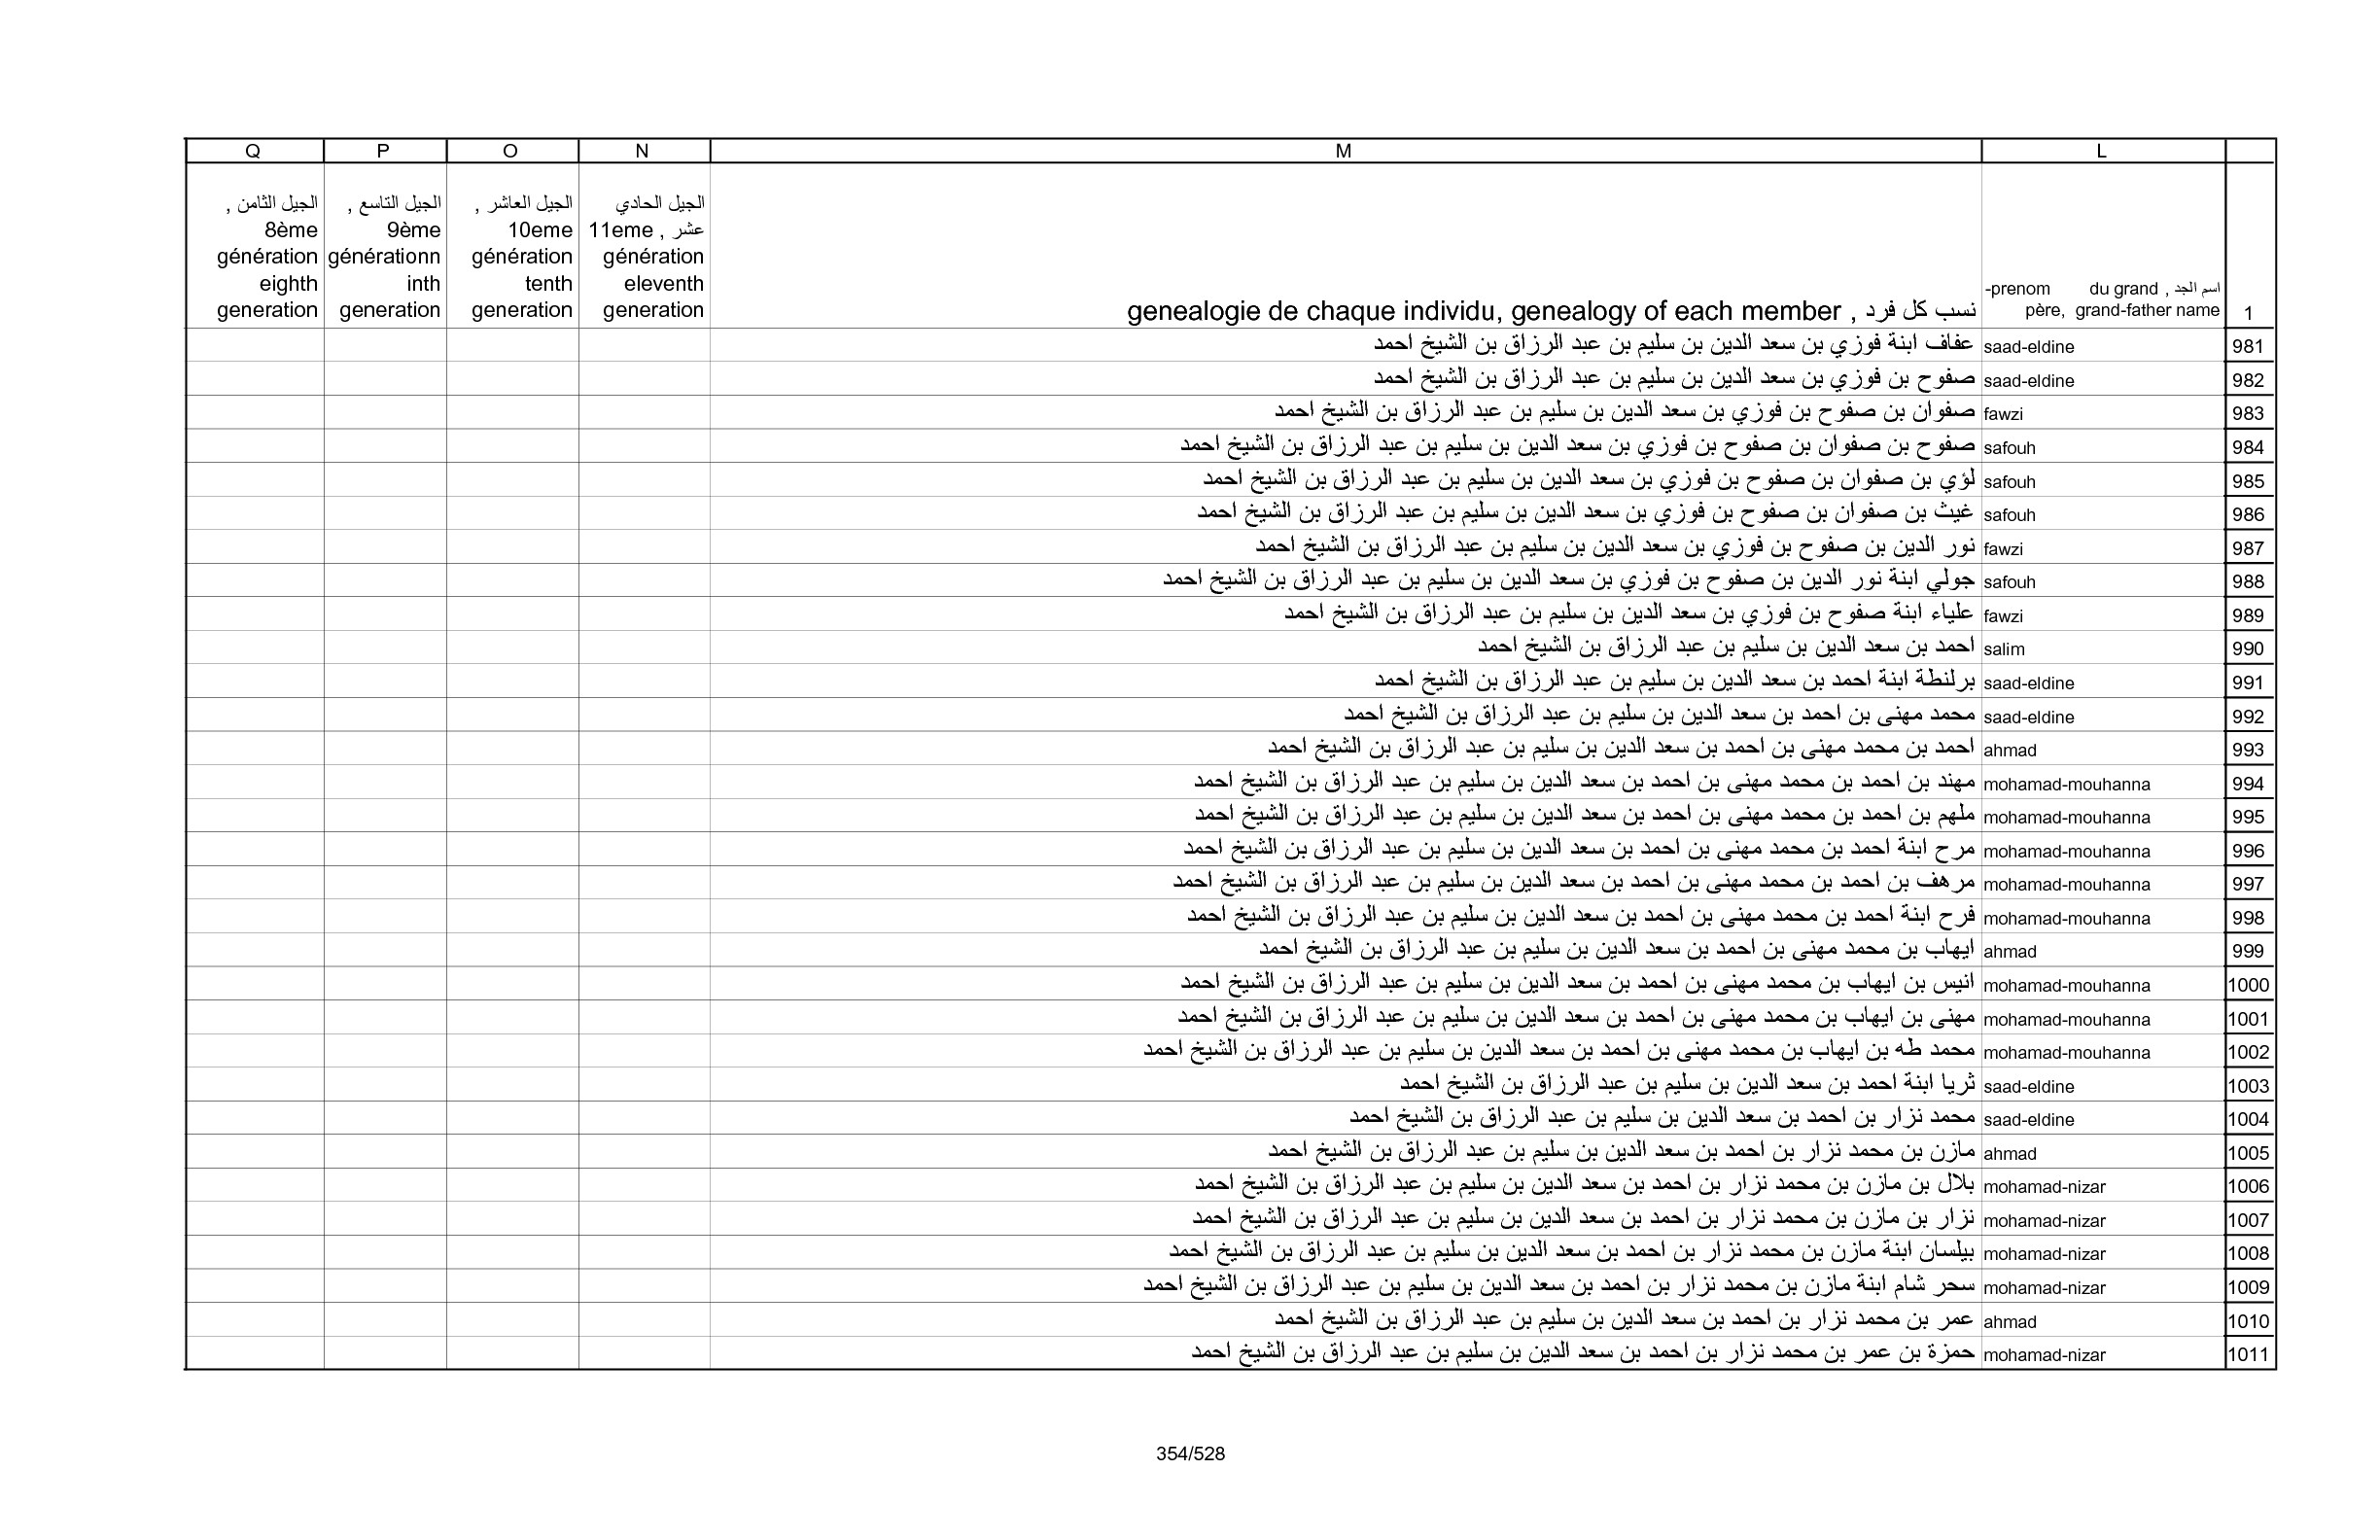 L M N O P Q
1 اسم الجد , prenom- du grand père, grand-father name نسب كل فرد , genealogie de chaque individu, genealogy of each member الجيل الحادي عشر , 11eme génération eleventh generation الجيل العاشر , 10eme génération tenth generation الجيل التاسع , 9ème générationn inth generation الجيل الثامن , 8ème génération eighth generation
981 saad-eldine عفاف ابنة فوزي بن سعد الدين بن سليم بن عبد الرزاق بن الشيخ احمد
982 saad-eldine صفوح بن فوزي بن سعد الدين بن سليم بن عبد الرزاق بن الشيخ احمد
983 fawzi صفوان بن صفوح بن فوزي بن سعد الدين بن سليم بن عبد الرزاق بن الشيخ احمد
984 safouh صفوح بن صفوان بن صفوح بن فوزي بن سعد الدين بن سليم بن عبد الرزاق بن الشيخ احمد
985 safouh لؤي بن صفوان بن صفوح بن فوزي بن سعد الدين بن سليم بن عبد الرزاق بن الشيخ احمد
986 safouh غيث بن صفوان بن صفوح بن فوزي بن سعد الدين بن سليم بن عبد الرزاق بن الشيخ احمد
987 fawzi نور الدين بن صفوح بن فوزي بن سعد الدين بن سليم بن عبد الرزاق بن الشيخ احمد
988 safouh جولي ابنة نور الدين بن صفوح بن فوزي بن سعد الدين بن سليم بن عبد الرزاق بن الشيخ احمد
989 fawzi علياء ابنة صفوح بن فوزي بن سعد الدين بن سليم بن عبد الرزاق بن الشيخ احمد
990 salim احمد بن سعد الدين بن سليم بن عبد الرزاق بن الشيخ احمد
991 saad-eldine برلنطة ابنة احمد بن سعد الدين بن سليم بن عبد الرزاق بن الشيخ احمد
992 saad-eldine محمد مهنى بن احمد بن سعد الدين بن سليم بن عبد الرزاق بن الشيخ احمد
993 ahmad احمد بن محمد مهنى بن احمد بن سعد الدين بن سليم بن عبد الرزاق بن الشيخ احمد
994 mohamad-mouhanna مهند بن احمد بن محمد مهنى بن احمد بن سعد الدين بن سليم بن عبد الرزاق بن الشيخ احمد
995 mohamad-mouhanna ملهم بن احمد بن محمد مهنى بن احمد بن سعد الدين بن سليم بن عبد الرزاق بن الشيخ احمد
996 mohamad-mouhanna مرح ابنة احمد بن محمد مهنى بن احمد بن سعد الدين بن سليم بن عبد الرزاق بن الشيخ احمد
997 mohamad-mouhanna مرهف بن احمد بن محمد مهنى بن احمد بن سعد الدين بن سليم بن عبد الرزاق بن الشيخ احمد
998 mohamad-mouhanna فرح ابنة احمد بن محمد مهنى بن احمد بن سعد الدين بن سليم بن عبد الرزاق بن الشيخ احمد
999 ahmad ايهاب بن محمد مهنى بن احمد بن سعد الدين بن سليم بن عبد الرزاق بن الشيخ احمد
1000 mohamad-mouhanna انيس بن ايهاب بن محمد مهنى بن احمد بن سعد الدين بن سليم بن عبد الرزاق بن الشيخ احمد
1001 mohamad-mouhanna مهنى بن ايهاب بن محمد مهنى بن احمد بن سعد الدين بن سليم بن عبد الرزاق بن الشيخ احمد
1002 mohamad-mouhanna محمد طه بن ايهاب بن محمد مهنى بن احمد بن سعد الدين بن سليم بن عبد الرزاق بن الشيخ احمد
1003 saad-eldine ثريا ابنة احمد بن سعد الدين بن سليم بن عبد الرزاق بن الشيخ احمد
1004 saad-eldine محمد نزار بن احمد بن سعد الدين بن سليم بن عبد الرزاق بن الشيخ احمد
1005 ahmad مازن بن محمد نزار بن احمد بن سعد الدين بن سليم بن عبد الرزاق بن الشيخ احمد
1006 mohamad-nizar بلال بن مازن بن محمد نزار بن احمد بن سعد الدين بن سليم بن عبد الرزاق بن الشيخ احمد
1007 mohamad-nizar نزار بن مازن بن محمد نزار بن احمد بن سعد الدين بن سليم بن عبد الرزاق بن الشيخ احمد
1008 mohamad-nizar بيلسان ابنة مازن بن محمد نزار بن احمد بن سعد الدين بن سليم بن عبد الرزاق بن الشيخ احمد
1009 mohamad-nizar سحر شام ابنة مازن بن محمد نزار بن احمد بن سعد الدين بن سليم بن عبد الرزاق بن الشيخ احمد
1010 ahmad عمر بن محمد نزار بن احمد بن سعد الدين بن سليم بن عبد الرزاق بن الشيخ احمد
1011 mohamad-nizar حمزة بن عمر بن محمد نزار بن احمد بن سعد الدين بن سليم بن عبد الرزاق بن الشيخ احمد
354/528